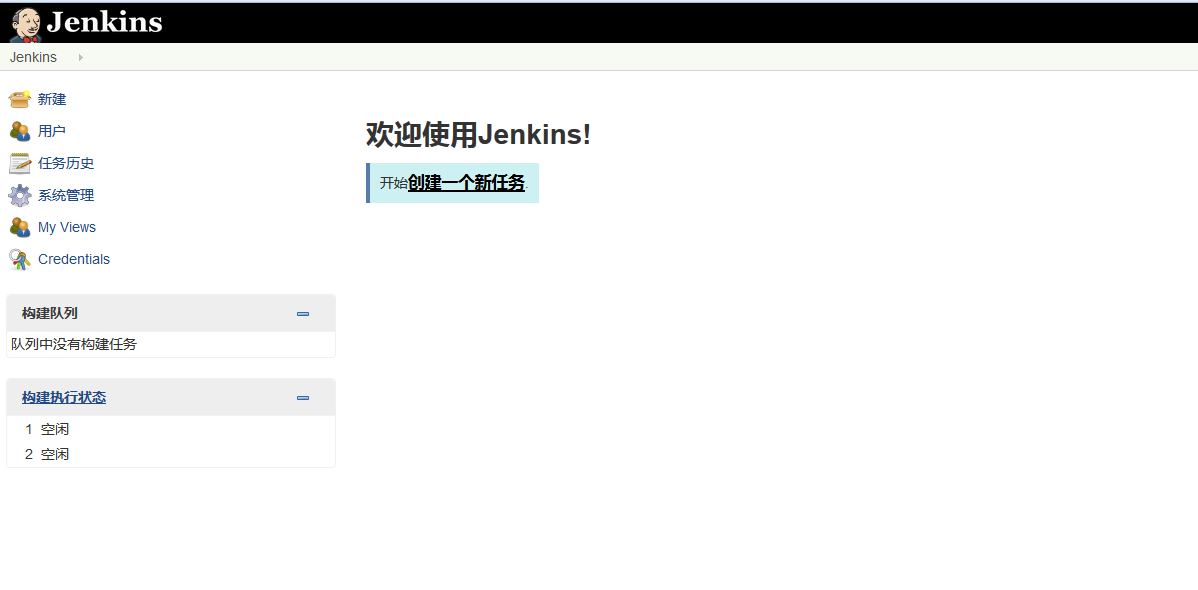 Jenkins
Jenkins
新建
用户
任务历史
系统管理
My Views
Credentials
构建队列
队列中没有构建任务
构建执行状态
1 空闲
2 空闲
欢迎使用Jenkins!
开始创建一个新任务.